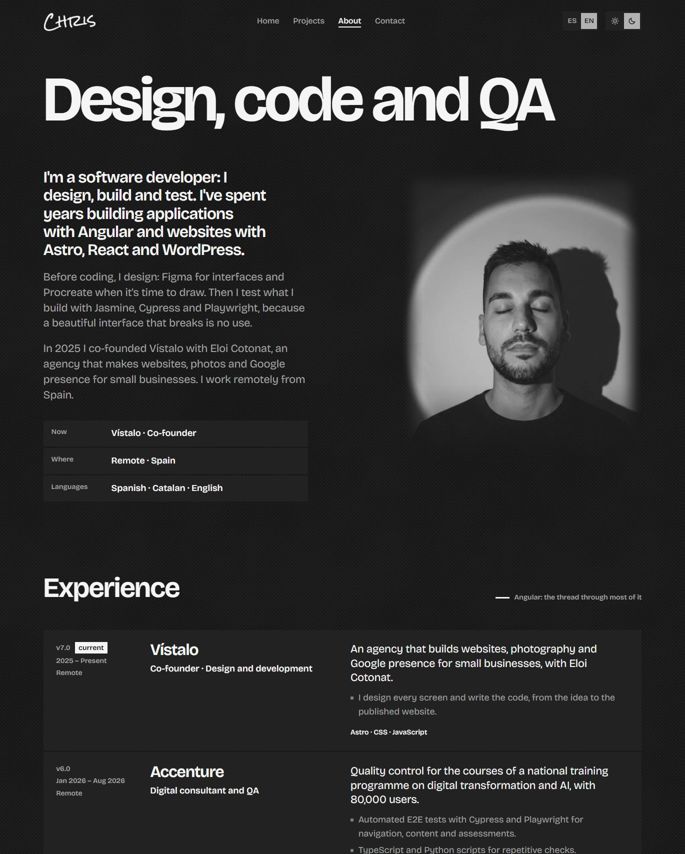 CHRIS
Home Projects About Contact
ES EN
Design, code and QA
I'm a software developer: I
design, build and test. I've spent
years building applications
with Angular and websites with
Astro, React and WordPress.
Before coding, I design: Figma for interfaces and
Procreate when it's time to draw. Then I test what I
build with Jasmine, Cypress and Playwright, because
a beautiful interface that breaks is no use.
In 2025 I co-founded Vístalo with Eloi Cotonat, an
agency that makes websites, photos and Google
presence for small businesses. I work remotely from
Spain.
Now Vístalo · Co-founder
Where Remote · Spain
Languages Spanish · Catalan · English
Experience
Angular: the thread through most of it
v7.0 current
2025 – Present
Remote
Vístalo
Co-founder · Design and development
An agency that builds websites, photography and
Google presence for small businesses, with Eloi
Cotonat.
I design every screen and write the code, from the idea to the
published website.
Astro · CSS · JavaScript
v6.0
Jan 2026 – Aug 2026
Remote
Accenture
Digital consultant and QA
Quality control for the courses of a national training
programme on digital transformation and AI, with
80,000 users.
Automated E2E tests with Cypress and Playwright for
navigation, content and assessments.
TypeScript and Python scripts for repetitive checks.